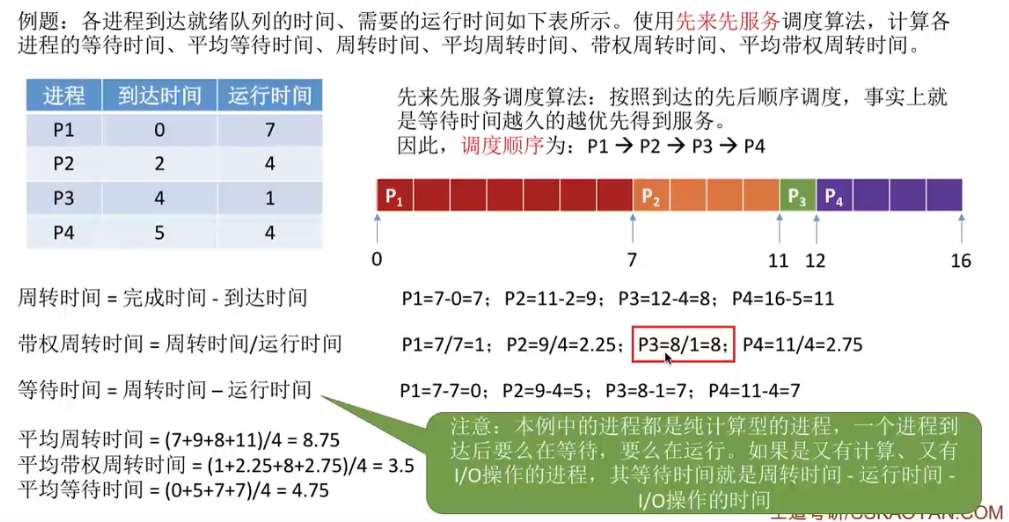 例题：各进程到达就绪队列的时间、需要的运行时间如下表所示。使用先来先服务调度算法，计算各
进程的等待时间、平均等待时间、周转时间、平均周转时间、带权周转时间、平均带权周转时间。
进程 到达时间 运行时间
P1 0 7
P2 2 4
P3 4 1
P4 5 4
先来先服务调度算法：按照到达的先后顺序调度，事实上就
是等待时间越久的越优先得到服务。
因此，调度顺序为：P1 → P2 → P3 → P4
P1 P2 P3 P4
0 7 11 12 16
周转时间 = 完成时间 - 到达时间
P1=7-0=7；P2=11-2=9；P3=12-4=8；P4=16-5=11
带权周转时间 = 周转时间/运行时间
P1=7/7=1；P2=9/4=2.25；P3=8/1=8；P4=11/4=2.75
等待时间 = 周转时间 – 运行时间
P1=7-7=0；P2=9-4=5；P3=8-1=7；P4=11-4=7
注意：本例中的进程都是纯计算型的进程，一个进程到
达后要么在等待，要么在运行。如果是又有计算、又有
I/O操作的进程，其等待时间就是周转时间 - 运行时间 -
I/O操作的时间
平均周转时间 = (7+9+8+11)/4 = 8.75
平均带权周转时间 = (1+2.25+8+2.75)/4 = 3.5
平均等待时间 = (0+5+7+7)/4 = 4.75
王道考研/CSKAOYAN.COM